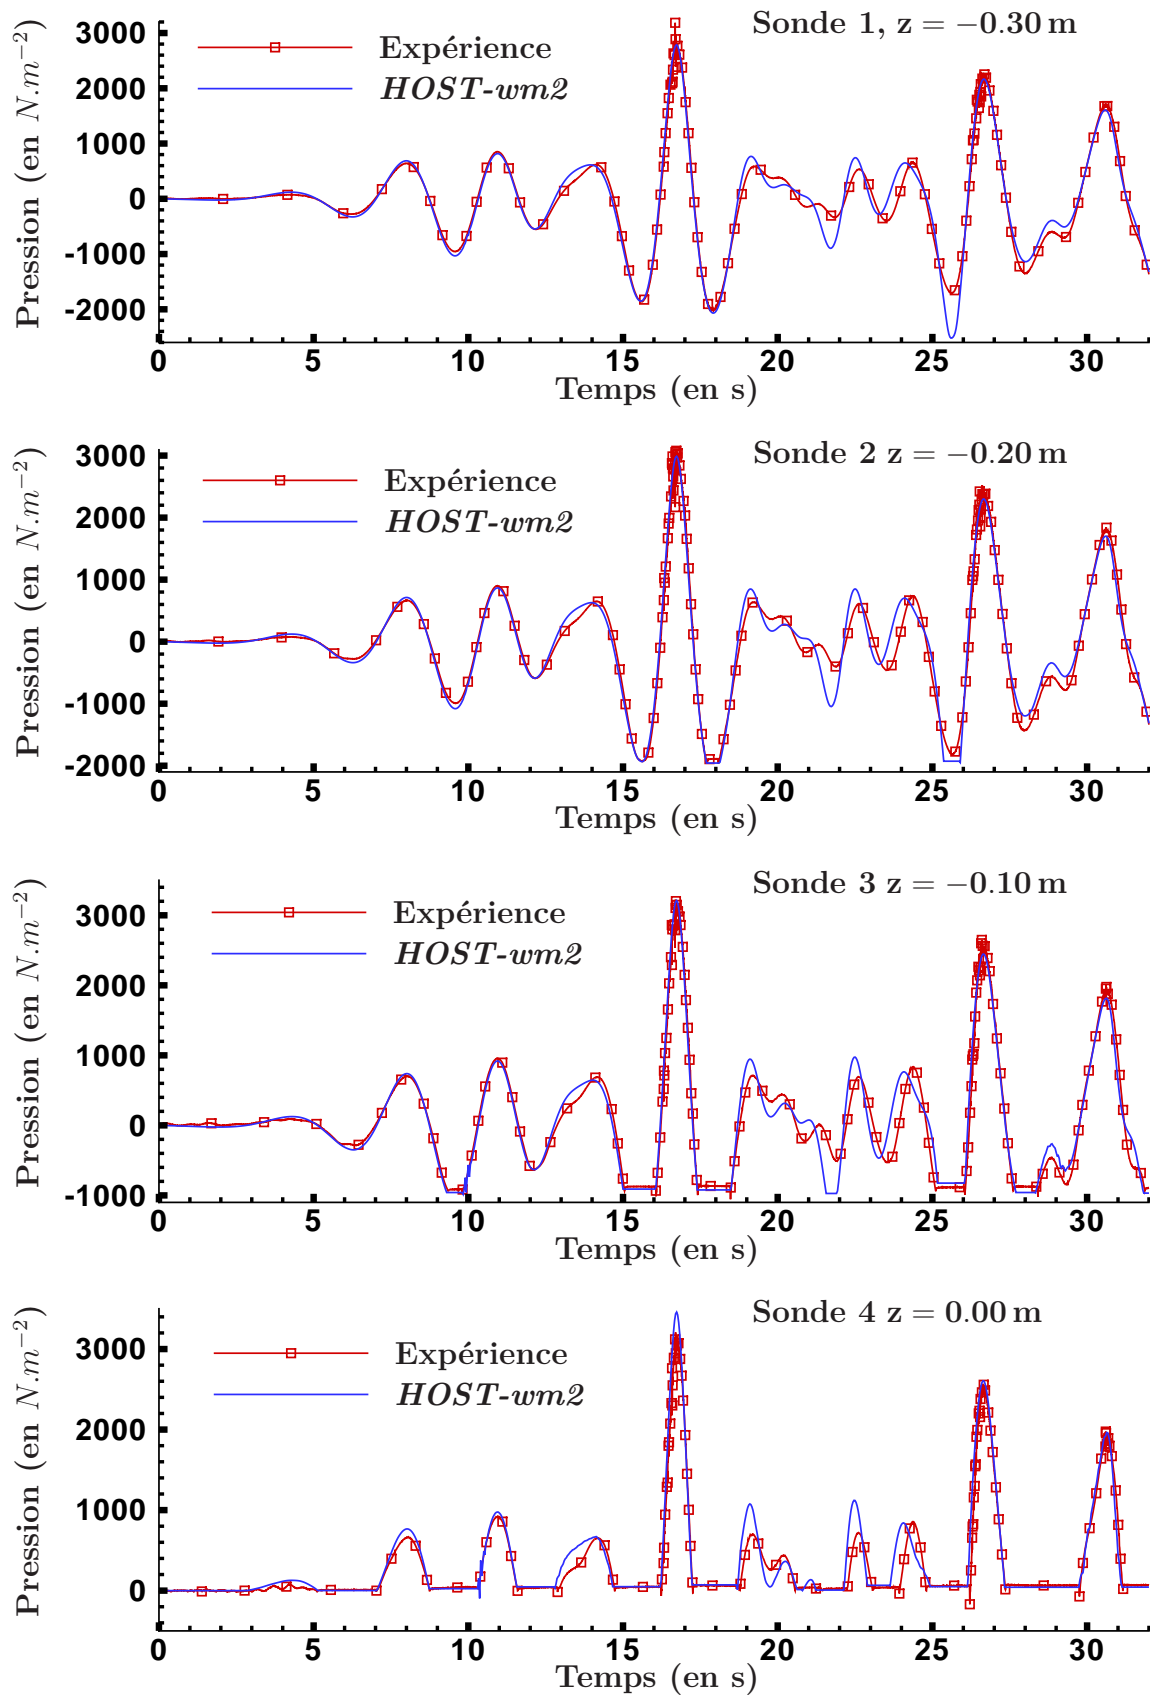 Sonde 1, z = −0.30 m
Expérience
HOST-wm2
Pression (en N.m⁻²)
3000
2000
1000
0
-1000
-2000
0 5 10 15 20 25 30
Temps (en s)
Sonde 2 z = −0.20 m
Expérience
HOST-wm2
Pression (en N.m⁻²)
3000
2000
1000
0
-1000
-2000
0 5 10 15 20 25 30
Temps (en s)
Sonde 3 z = −0.10 m
Expérience
HOST-wm2
Pression (en N.m⁻²)
3000
2000
1000
0
-1000
0 5 10 15 20 25 30
Temps (en s)
Sonde 4 z = 0.00 m
Expérience
HOST-wm2
Pression (en N.m⁻²)
3000
2000
1000
0
0 5 10 15 20 25 30
Temps (en s)